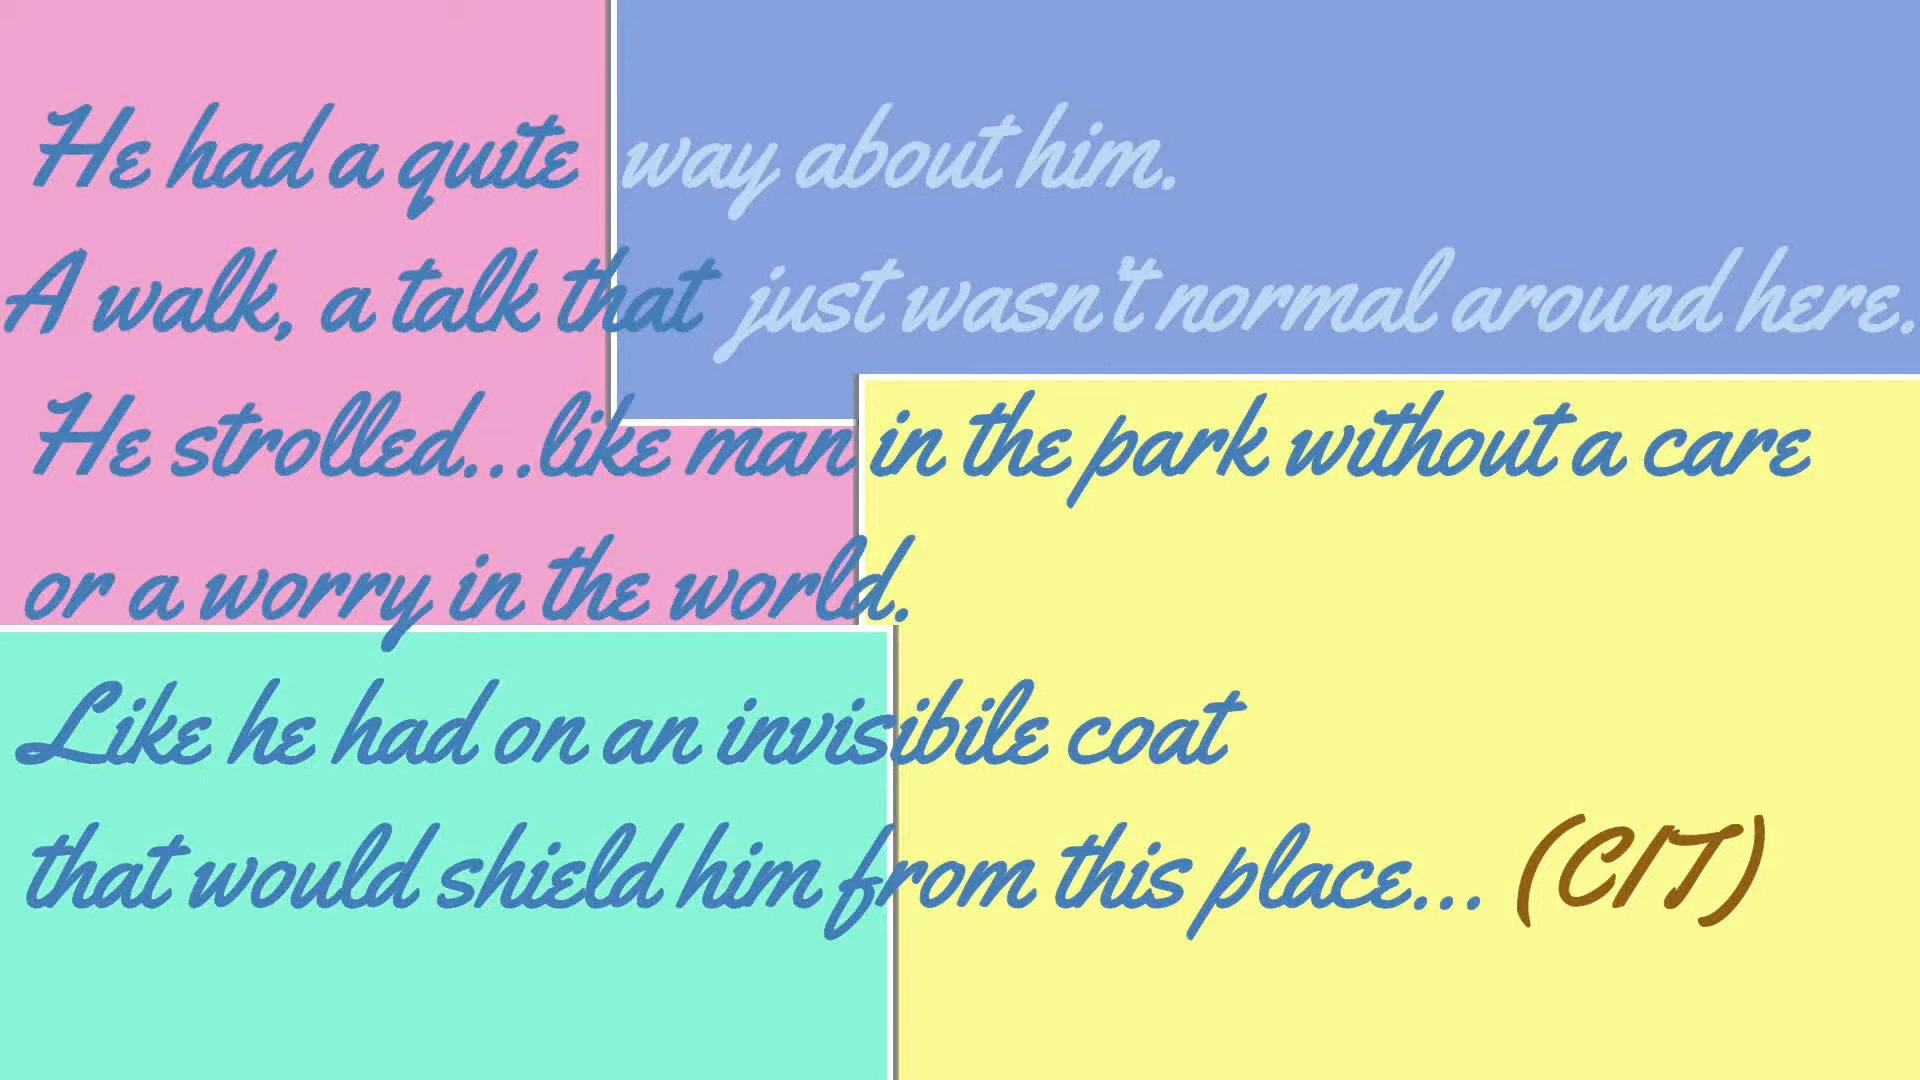 He had a quite way about him.
A walk, a talk that just wasn't normal around here.
He strolled...like man in the park without a care
or a worry in the world.
Like he had on an invisibile coat
that would shield him from this place... (CIT)